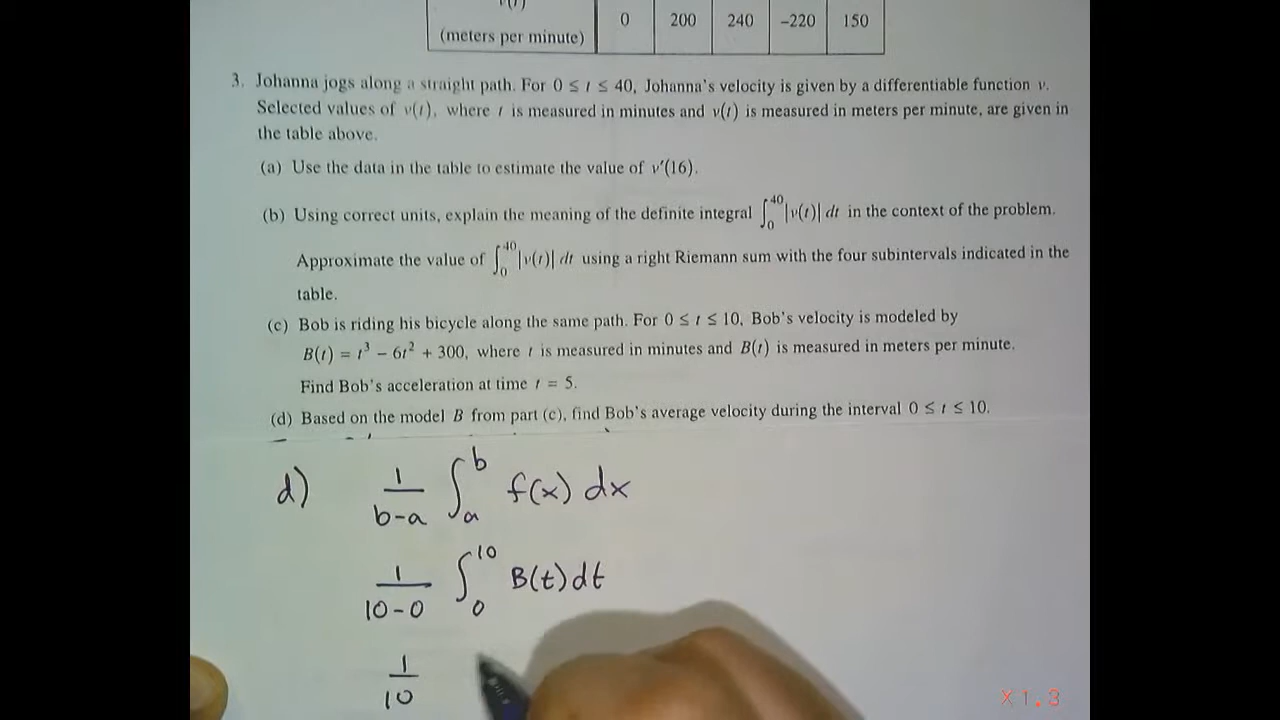 v(t)
(meters per minute) 0 200 240 –220 150
3. Johanna jogs along a straight path. For 0 ≤ t ≤ 40, Johanna's velocity is given by a differentiable function v.
Selected values of v(t), where t is measured in minutes and v(t) is measured in meters per minute, are given in
the table above.
(a) Use the data in the table to estimate the value of v′(16).
(b) Using correct units, explain the meaning of the definite integral ∫₀⁴⁰ |v(t)| dt in the context of the problem.
Approximate the value of ∫₀⁴⁰ |v(t)| dt using a right Riemann sum with the four subintervals indicated in the
table.
(c) Bob is riding his bicycle along the same path. For 0 ≤ t ≤ 10, Bob's velocity is modeled by
B(t) = t³ – 6t² + 300, where t is measured in minutes and B(t) is measured in meters per minute.
Find Bob's acceleration at time t = 5.
(d) Based on the model B from part (c), find Bob's average velocity during the interval 0 ≤ t ≤ 10.
d) 1/(b-a) ∫ₐᵇ f(x) dx
1/(10-0) ∫₀¹⁰ B(t) dt
1/10
X1.3